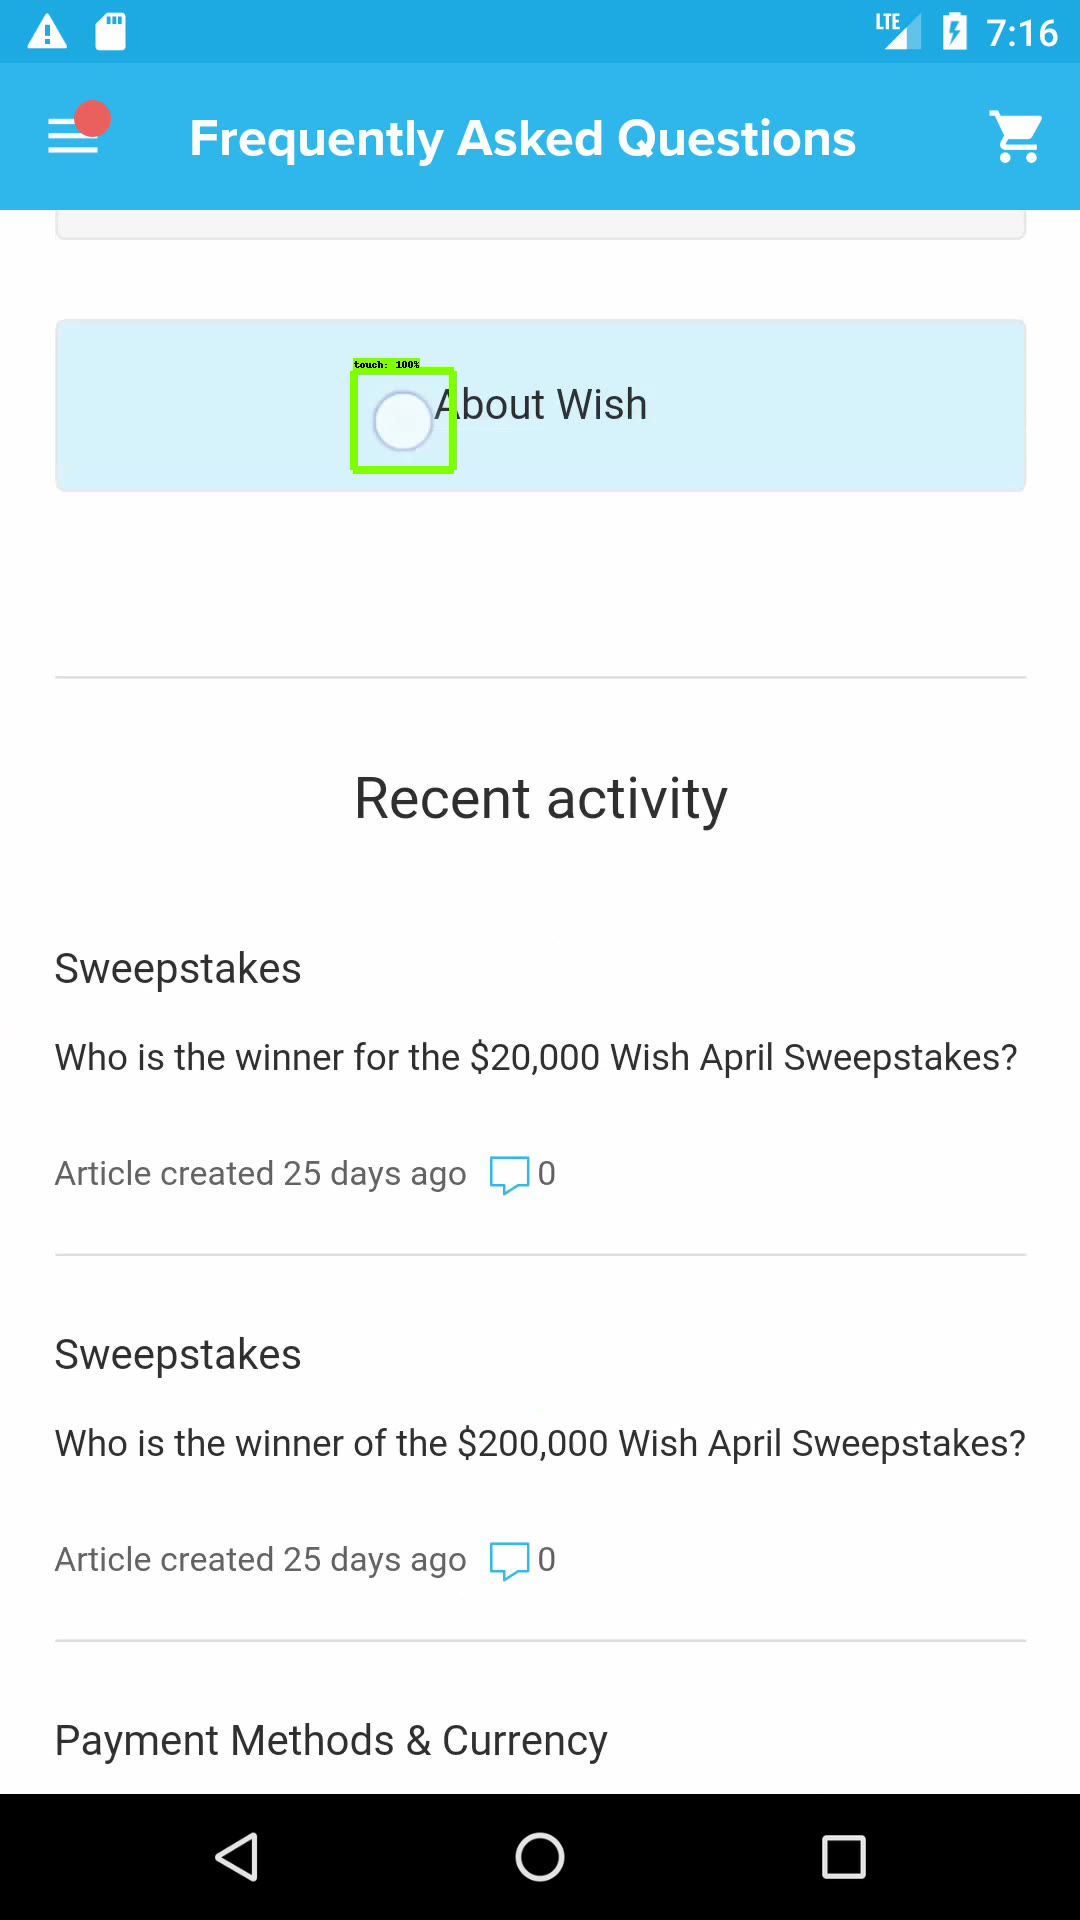 LTE 7:16
Frequently Asked Questions
touch: 100%
About Wish
Recent activity
Sweepstakes
Who is the winner for the $20,000 Wish April Sweepstakes?
Article created 25 days ago 0
Sweepstakes
Who is the winner of the $200,000 Wish April Sweepstakes?
Article created 25 days ago 0
Payment Methods & Currency